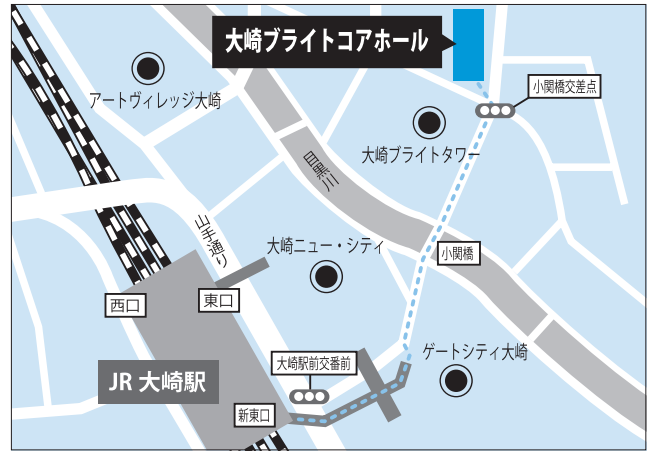 大崎ブライトコアホール
小関橋交差点
アートヴィレッジ大崎
大崎ブライトタワー
目黒川
山手通り
大崎ニュー・シティ
小関橋
西口
東口
大崎駅前交番前
ゲートシティ大崎
JR 大崎駅
新東口